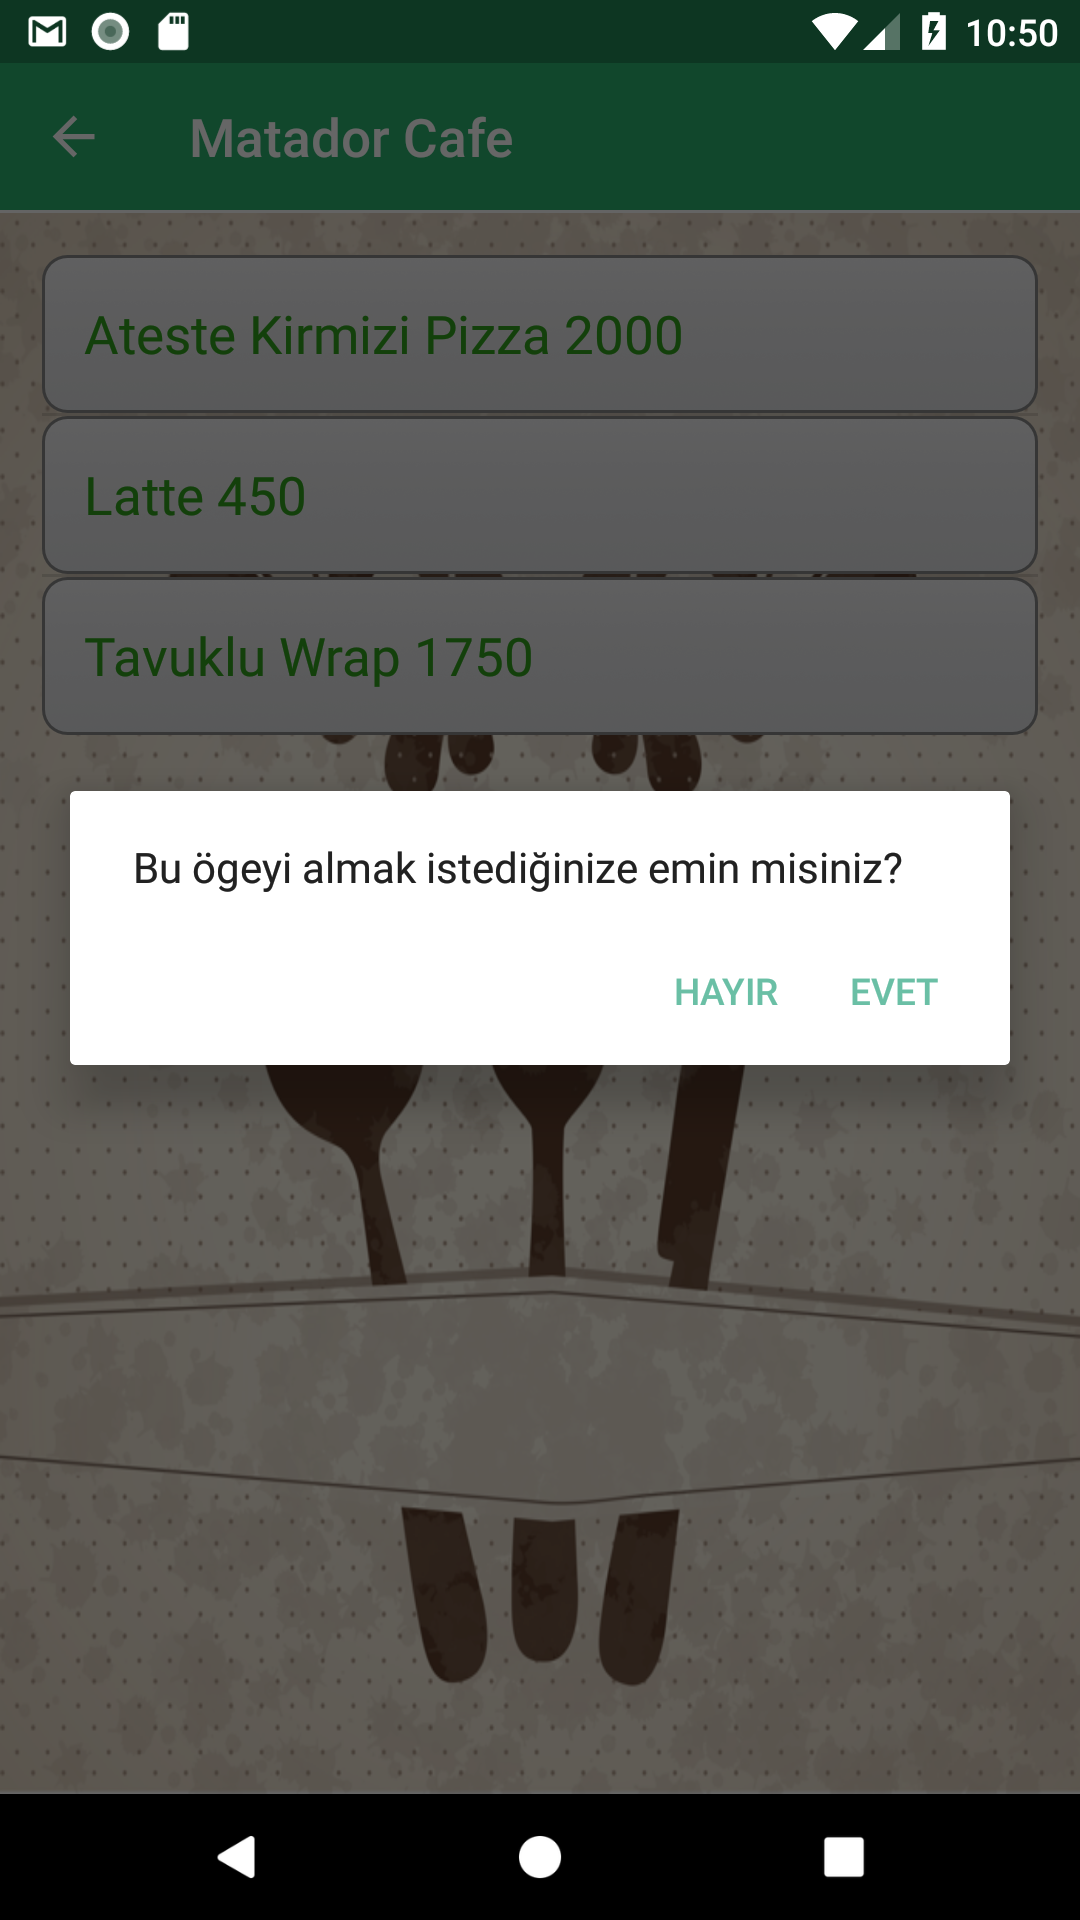 10:50
Matador Cafe
Ateste Kirmizi Pizza 2000
Latte 450
Tavuklu Wrap 1750
Bu ögeyi almak istediğinize emin misiniz?
HAYIR EVET